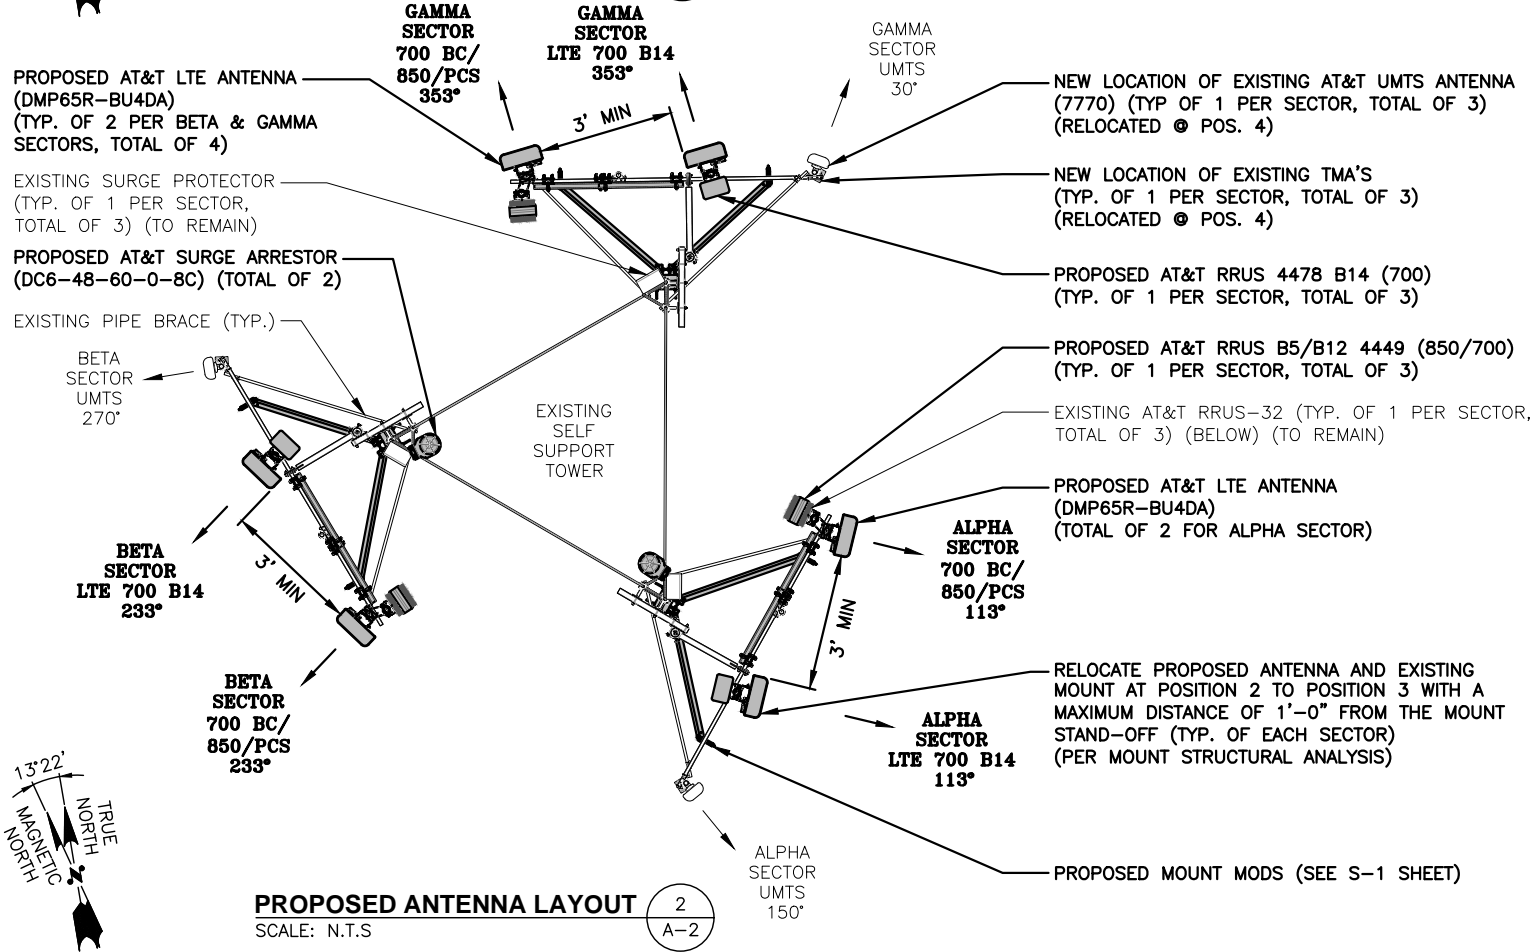 GAMMA
SECTOR
700 BC/
850/PCS
353°
GAMMA
SECTOR
LTE 700 B14
353°
GAMMA
SECTOR
UMTS
30°
PROPOSED AT&T LTE ANTENNA
(DMP65R-BU4DA)
(TYP. OF 2 PER BETA & GAMMA
SECTORS, TOTAL OF 4)
EXISTING SURGE PROTECTOR
(TYP. OF 1 PER SECTOR,
TOTAL OF 3) (TO REMAIN)
PROPOSED AT&T SURGE ARRESTOR
(DC6-48-60-0-8C) (TOTAL OF 2)
EXISTING PIPE BRACE (TYP.)
3' MIN
NEW LOCATION OF EXISTING AT&T UMTS ANTENNA
(7770) (TYP OF 1 PER SECTOR, TOTAL OF 3)
(RELOCATED @ POS. 4)
NEW LOCATION OF EXISTING TMA'S
(TYP. OF 1 PER SECTOR, TOTAL OF 3)
(RELOCATED @ POS. 4)
PROPOSED AT&T RRUS 4478 B14 (700)
(TYP. OF 1 PER SECTOR, TOTAL OF 3)
PROPOSED AT&T RRUS B5/B12 4449 (850/700)
(TYP. OF 1 PER SECTOR, TOTAL OF 3)
EXISTING AT&T RRUS-32 (TYP. OF 1 PER SECTOR,
TOTAL OF 3) (BELOW) (TO REMAIN)
PROPOSED AT&T LTE ANTENNA
(DMP65R-BU4DA)
(TOTAL OF 2 FOR ALPHA SECTOR)
RELOCATE PROPOSED ANTENNA AND EXISTING
MOUNT AT POSITION 2 TO POSITION 3 WITH A
MAXIMUM DISTANCE OF 1'-0" FROM THE MOUNT
STAND-OFF (TYP. OF EACH SECTOR)
(PER MOUNT STRUCTURAL ANALYSIS)
PROPOSED MOUNT MODS (SEE S-1 SHEET)
BETA
SECTOR
UMTS
270°
EXISTING
SELF
SUPPORT
TOWER
BETA
SECTOR
LTE 700 B14
233°
3' MIN
BETA
SECTOR
700 BC/
850/PCS
233°
ALPHA
SECTOR
700 BC/
850/PCS
113°
3' MIN
ALPHA
SECTOR
LTE 700 B14
113°
ALPHA
SECTOR
UMTS
150°
13°22'
TRUE
NORTH
MAGNETIC
NORTH
N
PROPOSED ANTENNA LAYOUT
SCALE: N.T.S
2
A-2